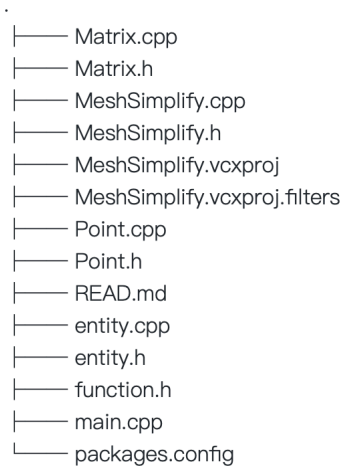 .
├── Matrix.cpp
├── Matrix.h
├── MeshSimplify.cpp
├── MeshSimplify.h
├── MeshSimplify.vcxproj
├── MeshSimplify.vcxproj.filters
├── Point.cpp
├── Point.h
├── READ.md
├── entity.cpp
├── entity.h
├── function.h
├── main.cpp
└── packages.config